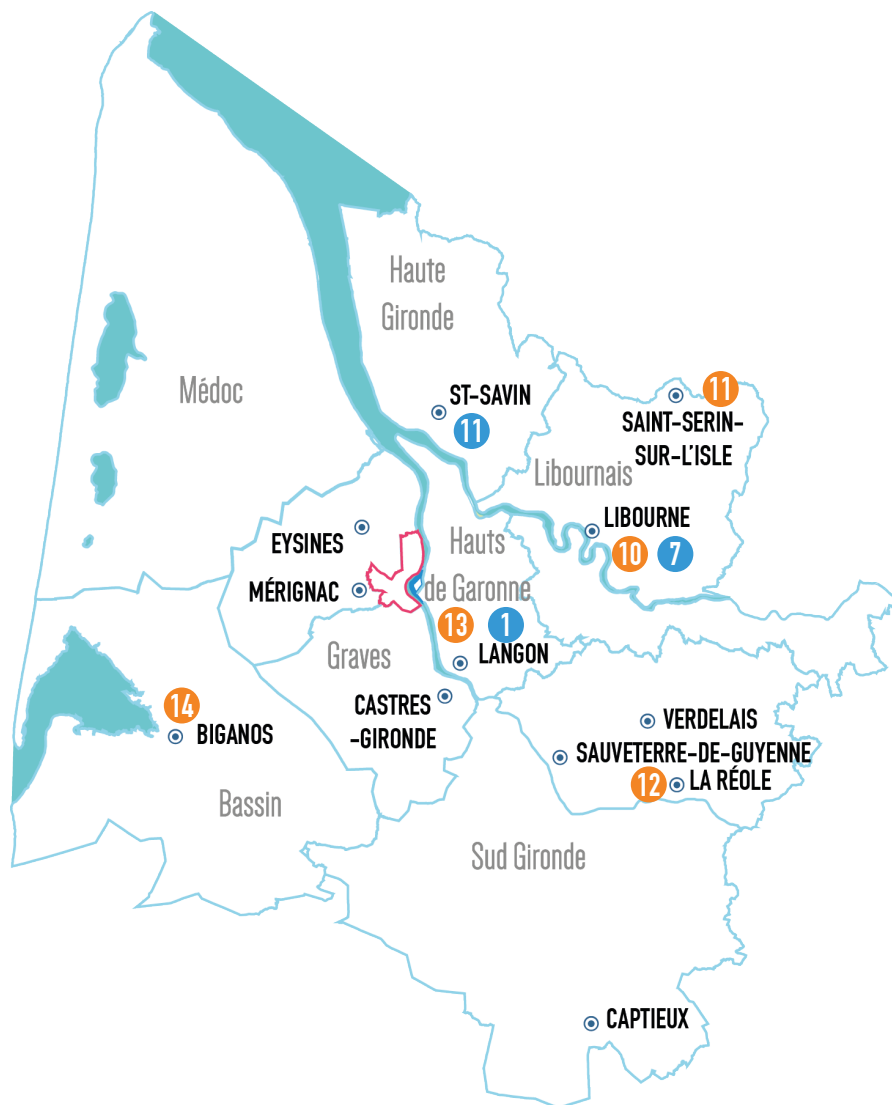 Haute
Gironde
Médoc
ST-SAVIN
11
11
SAINT-SERIN-
SUR-L'ISLE
Libournais
LIBOURNE
10 7
EYSINES
MÉRIGNAC
Hauts
de Garonne
13 1
LANGON
Graves
CASTRES
-GIRONDE
14
BIGANOS
Bassin
VERDELAIS
SAUVETERRE-DE-GUYENNE
12 LA RÉOLE
Sud Gironde
CAPTIEUX